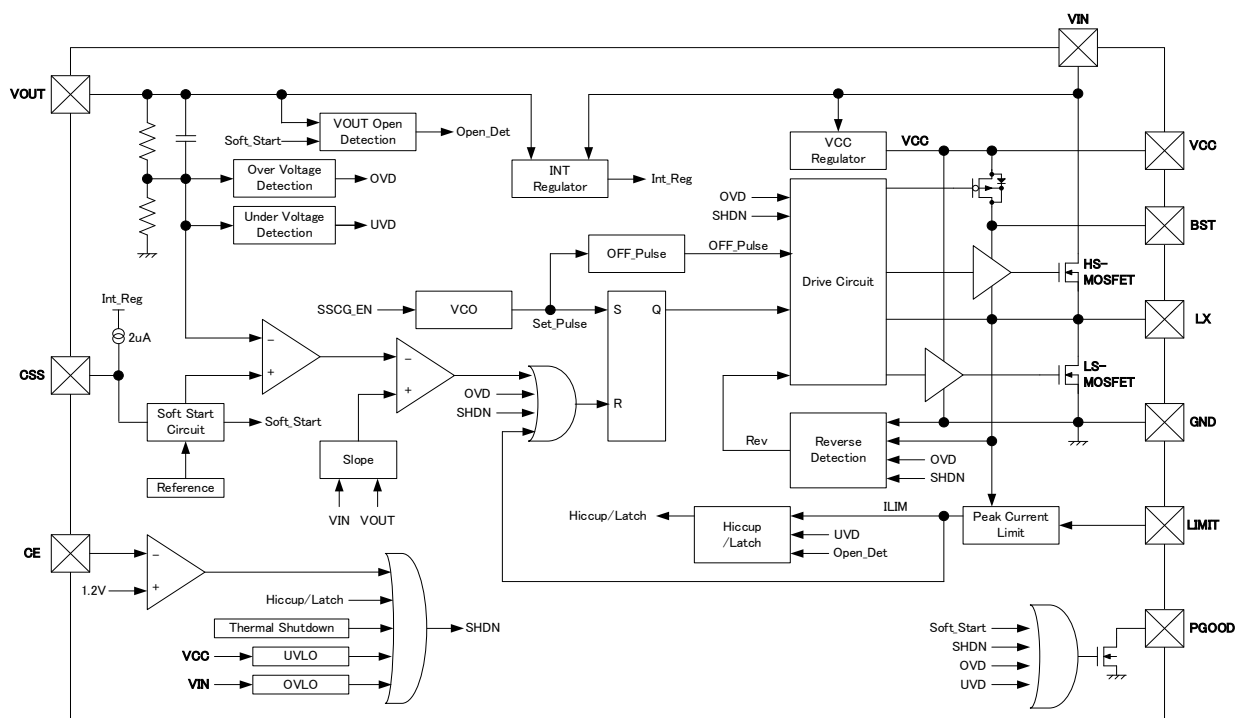 VIN
VOUT
VOUT Open
Detection
Soft_Start
Open_Det
Over Voltage
Detection
OVD
Under Voltage
Detection
UVD
INT
Regulator
Int_Reg
VCC
Regulator
VCC
VCC
BST
OVD
SHDN
OFF_Pulse
OFF_Pulse
Drive Circuit
HS-
MOSFET
SSCG_EN
VCO
Set_Pulse
S
Q
R
LX
Int_Reg
2uA
CSS
−
+
−
+
OVD
SHDN
LS-
MOSFET
Soft Start
Circuit
Soft_Start
Reference
Slope
VIN
VOUT
Rev
Reverse
Detection
OVD
SHDN
GND
Hiccup/Latch
Hiccup
/Latch
ILIM
UVD
Open_Det
Peak Current
Limit
LIMIT
CE
−
+
1.2V
Hiccup/Latch
Thermal Shutdown
VCC
UVLO
VIN
OVLO
SHDN
Soft_Start
SHDN
OVD
UVD
PGOOD